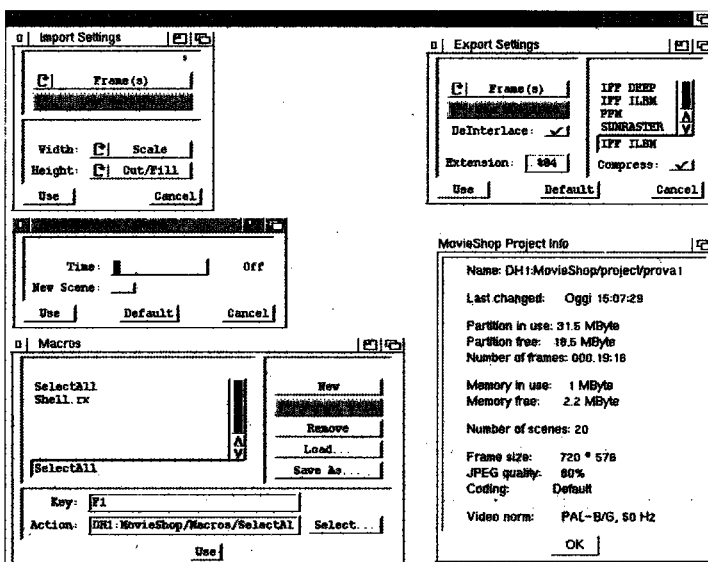 Import Settings
Frame(s)
Width: Scale
Height: Cut/Fill
Use Cancel
Export Settings
Frame(s)
DeInterlace:
Extension: %04
IFF DEEP
IFF ILBM
PPM
SUNRASTER
IFF ILBM
Compress:
Use Default Cancel
Time: Off
New Scene:
Use Default Cancel
MovieShop Project Info
Name: DH1:MovieShop/project/prova1
Last changed: Oggi 15:07:29
Partition in use: 31.5 MByte
Partition free: 18.5 MByte
Number of frames: 000.19:16
Memory in use: 1 MByte
Memory free: 2.2 MByte
Number of scenes: 20
Frame size: 720 * 576
JPEG quality: 80%
Coding: Default
Video norm: PAL-B/G, 50 Hz
OK
Macros
SelectAll
Shell.rx
SelectAll
New
Remove
Load...
Save As....
Key: F1
Action: DH1:MovieShop/Macros/SelectAl Select...
Use